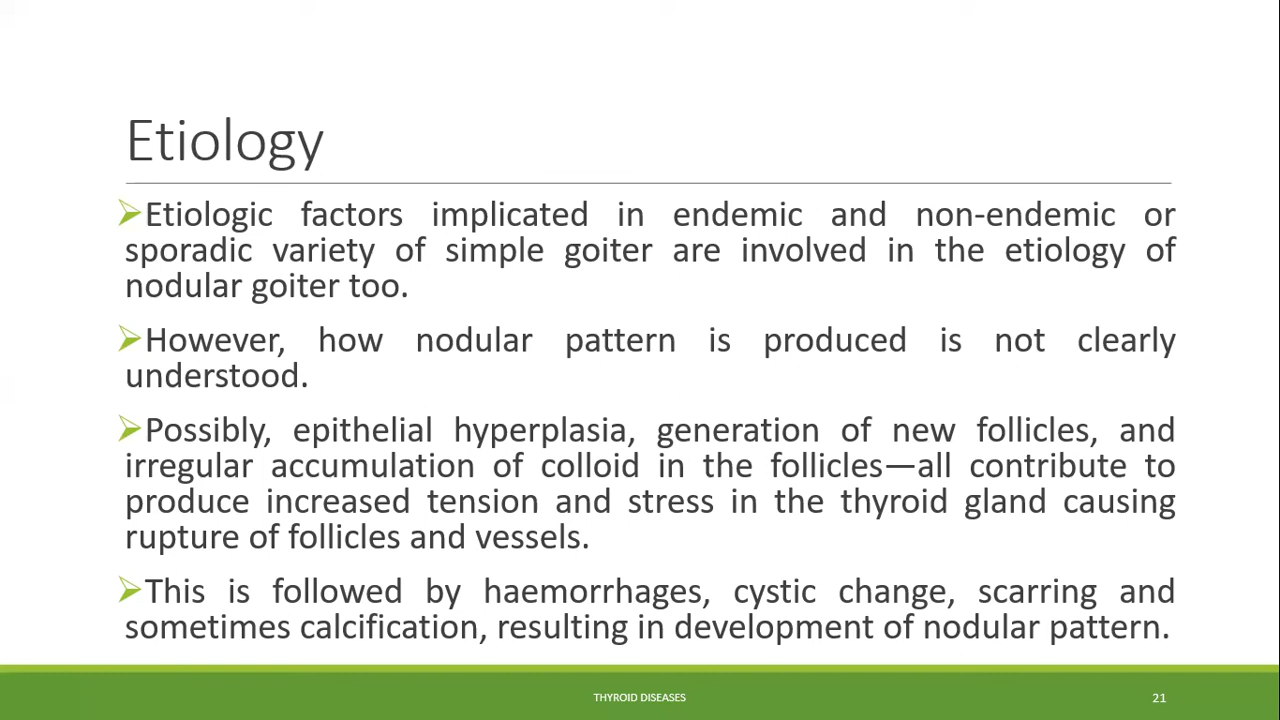 Etiology
➢Etiologic factors implicated in endemic and non-endemic or
sporadic variety of simple goiter are involved in the etiology of
nodular goiter too.
➢However, how nodular pattern is produced is not clearly
understood.
➢Possibly, epithelial hyperplasia, generation of new follicles, and
irregular accumulation of colloid in the follicles—all contribute to
produce increased tension and stress in the thyroid gland causing
rupture of follicles and vessels.
➢This is followed by haemorrhages, cystic change, scarring and
sometimes calcification, resulting in development of nodular pattern.
THYROID DISEASES
21